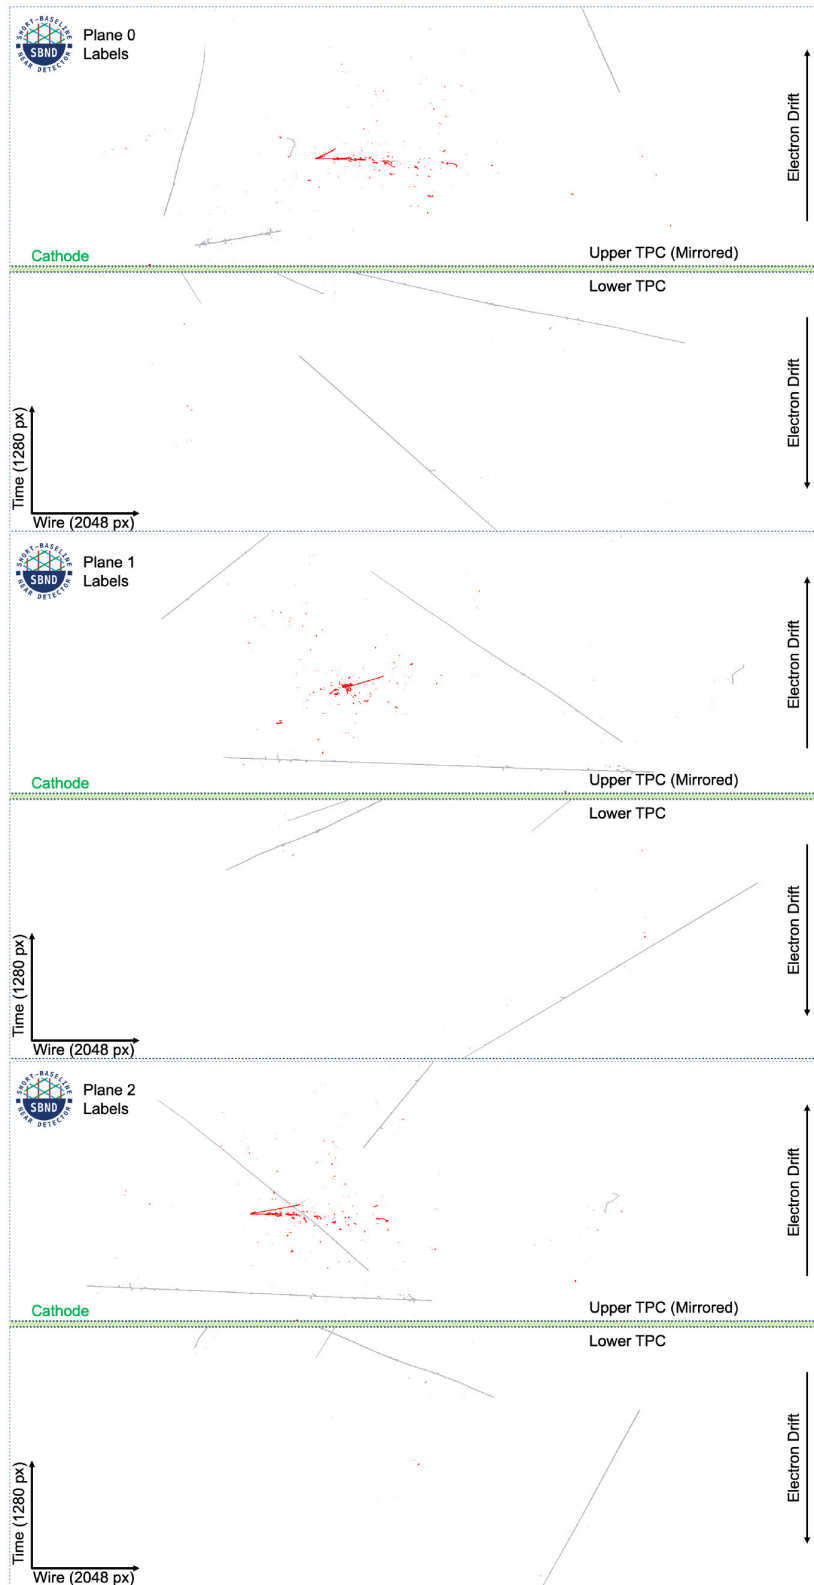 SHORT-BASELINE
SBND
NEAR DETECTOR
Plane 0
Labels
Electron Drift
Cathode
Upper TPC (Mirrored)
Lower TPC
Electron Drift
Time (1280 px)
Wire (2048 px)
SHORT-BASELINE
SBND
NEAR DETECTOR
Plane 1
Labels
Electron Drift
Cathode
Upper TPC (Mirrored)
Lower TPC
Electron Drift
Time (1280 px)
Wire (2048 px)
SHORT-BASELINE
SBND
NEAR DETECTOR
Plane 2
Labels
Electron Drift
Cathode
Upper TPC (Mirrored)
Lower TPC
Electron Drift
Time (1280 px)
Wire (2048 px)